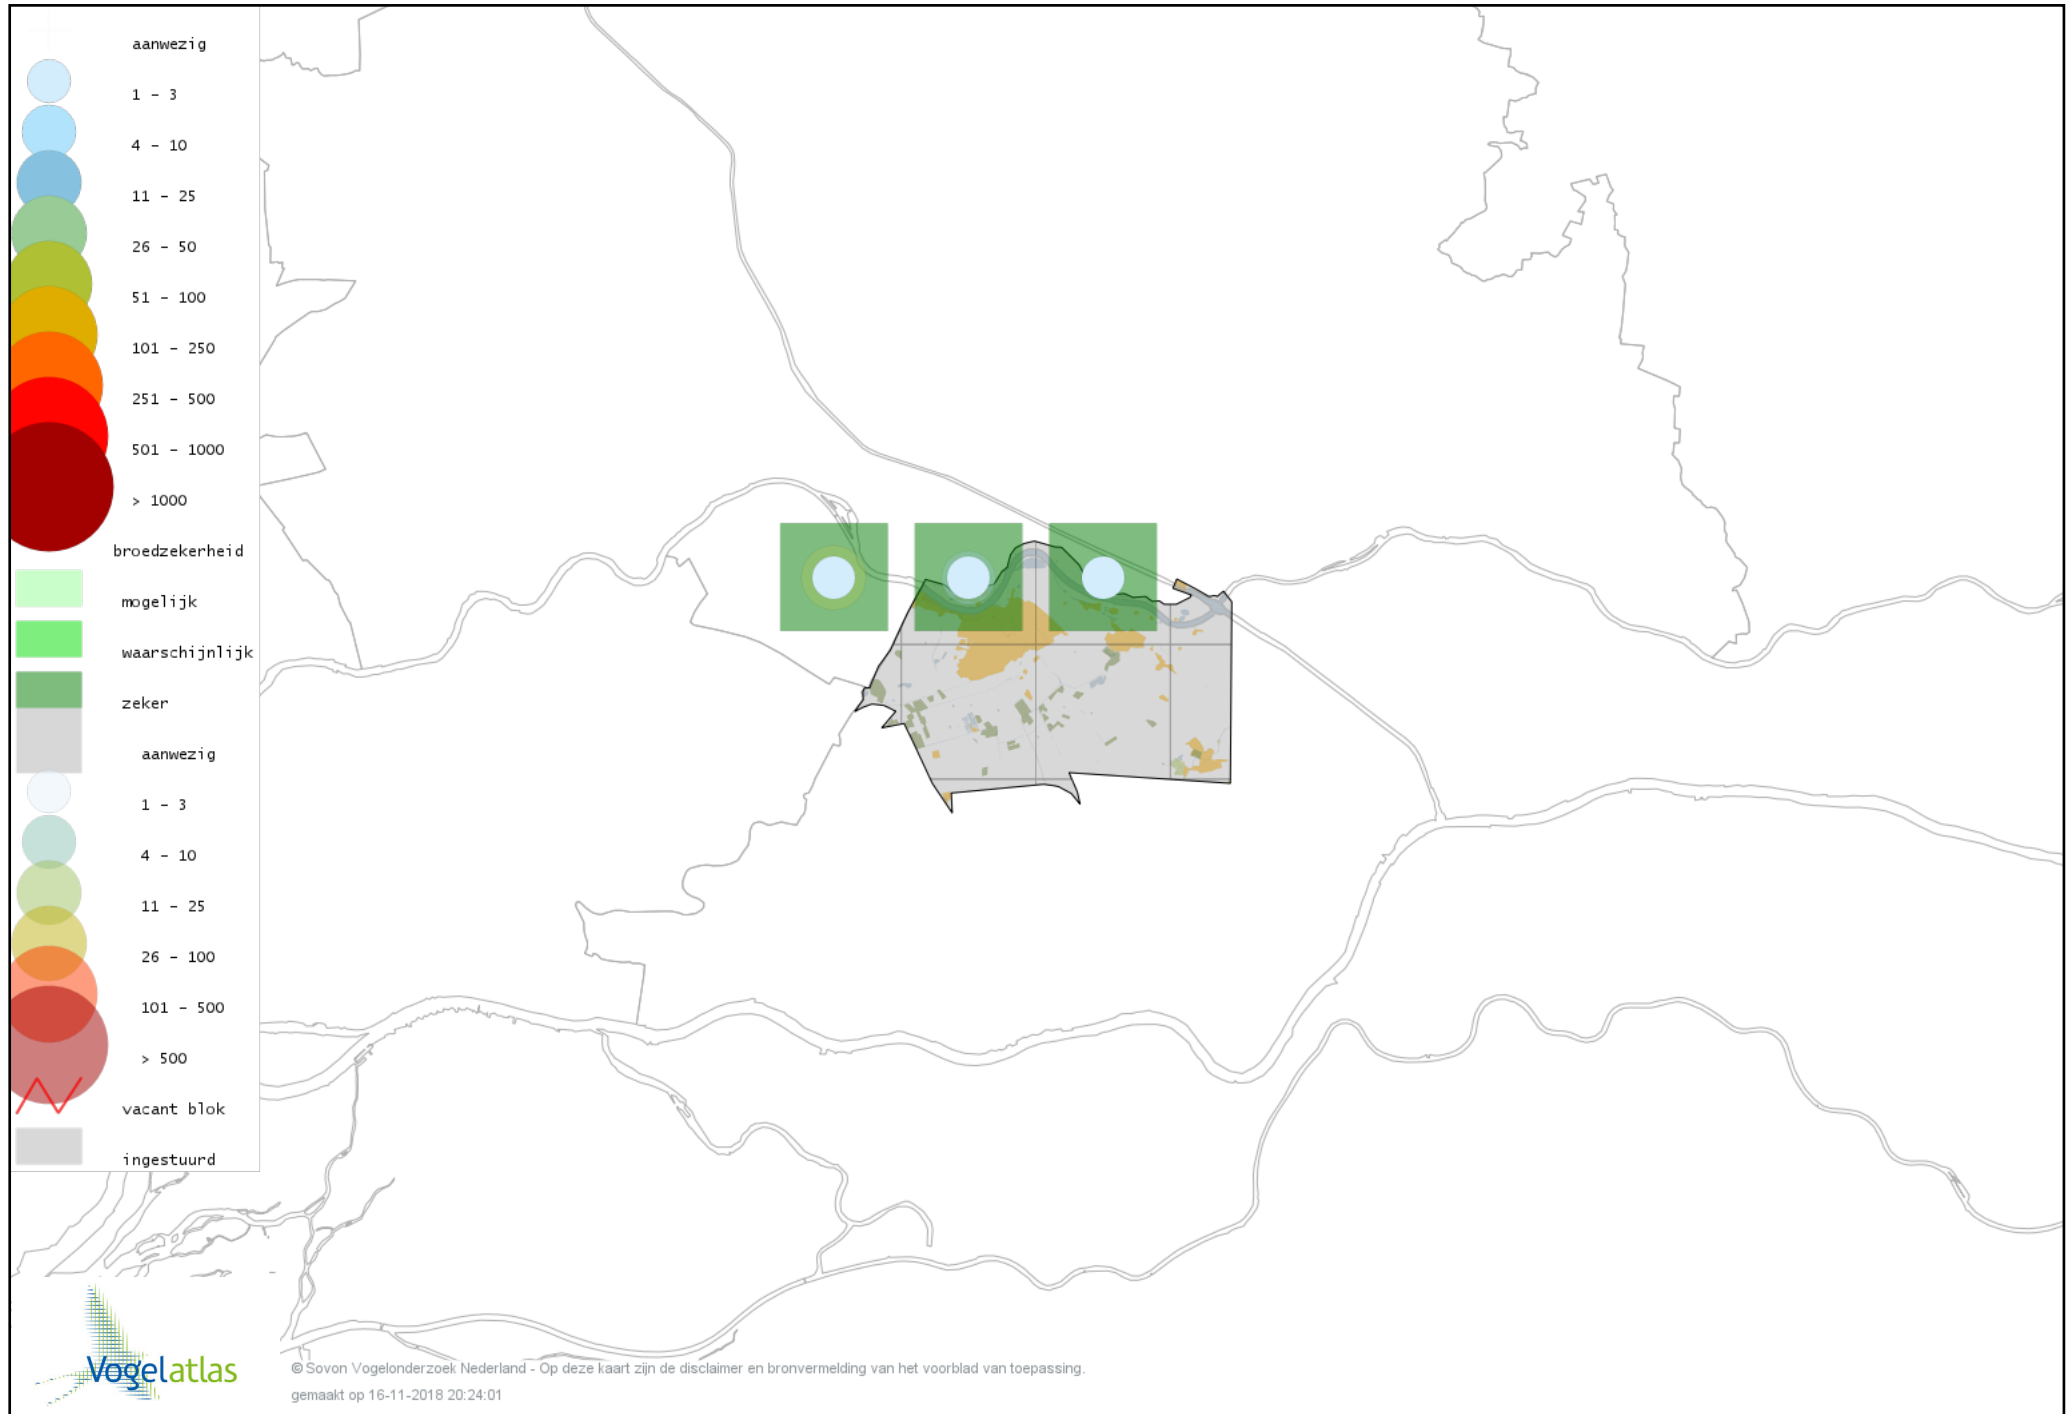 aanwezig
1 - 3
4 - 10
11 - 25
26 - 50
51 - 100
101 - 250
251 - 500
501 - 1000
> 1000
broedzekerheid
mogelijk
waarschijnlijk
zeker
aanwezig
1 - 3
4 - 10
11 - 25
26 - 100
101 - 500
> 500
vacant blok
ingestuurd
Vogelatlas
© Sovon Vogelonderzoek Nederland - Op deze kaart zijn de disclaimer en bronvermelding van het voorblad van toepassing.
gemaakt op 16-11-2018 20:24:01